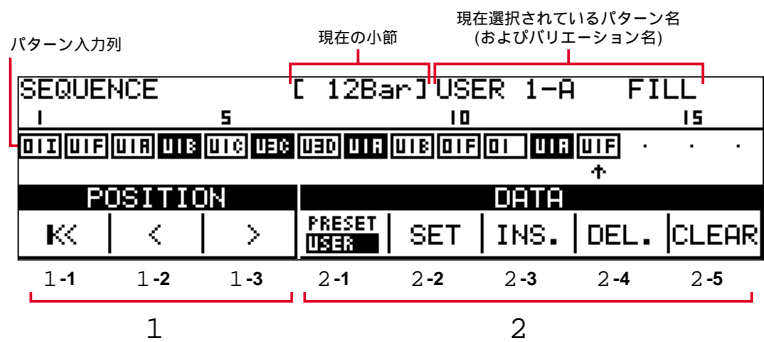 現在選択されているパターン名
(およびバリエーション名)
現在の小節
パターン入力列
SEQUENCE [ 12Bar] USER 1-A FILL
1 5 10 15
01I U1F U1A U1B U1C U3C U3D U1A U1B 01F 01 U1A U1F · · ·
↑
POSITION DATA
K<< < > PRESET USER SET INS. DEL. CLEAR
1-1 1-2 1-3 2-1 2-2 2-3 2-4 2-5
1 2